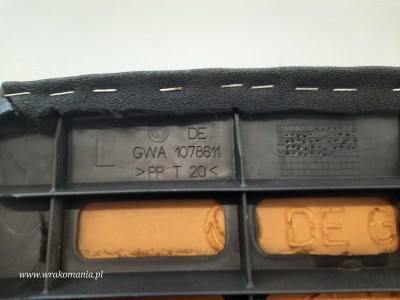 DE
L GWA 1078611
>PP T 20<
DE G
www.wrakomania.pl